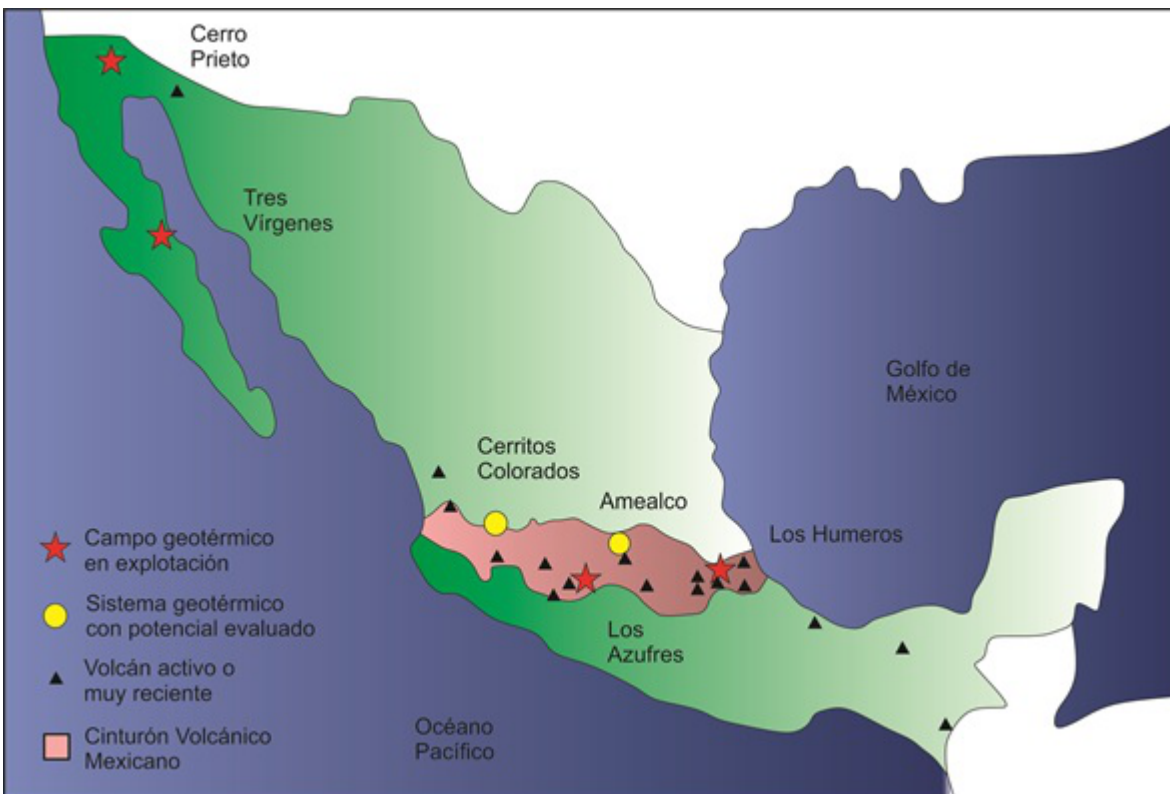 Cerro
Prieto
Tres
Vírgenes
Golfo de
México
Cerritos
Colorados
Amealco
Los Humeros
Los
Azufres
Océano
Pacífico
Campo geotérmico
en explotación
Sistema geotérmico
con potencial evaluado
Volcán activo o
muy reciente
Cinturón Volcánico
Mexicano